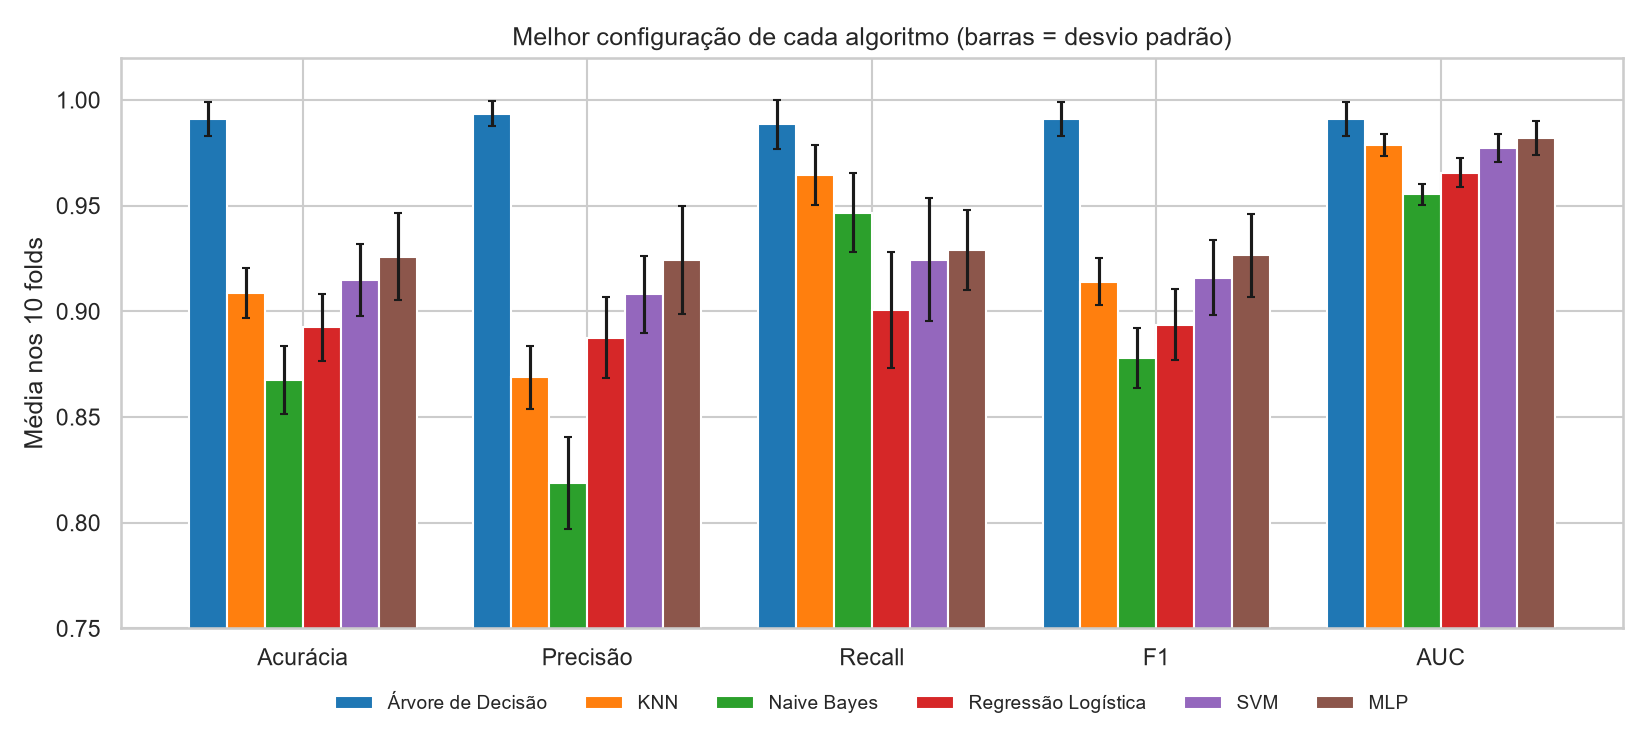 Melhor configuração de cada algoritmo (barras = desvio padrão)
Média nos 10 folds
1.00
0.95
0.90
0.85
0.80
0.75
Acurácia Precisão Recall F1 AUC
Árvore de Decisão KNN Naive Bayes Regressão Logística SVM MLP